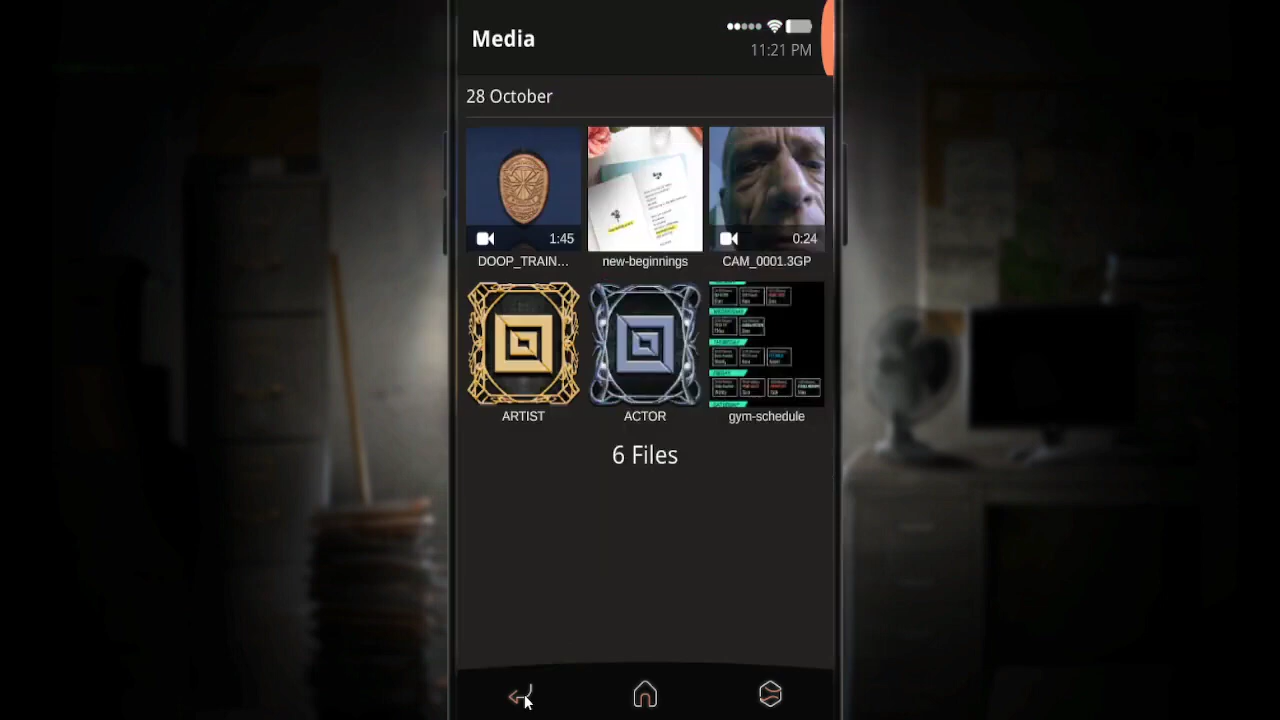 Media
11:21 PM
28 October
1:45
0:24
DOOP_TRAIN...
new-beginnings
CAM_0001.3GP
ARTIST
ACTOR
gym-schedule
6 Files